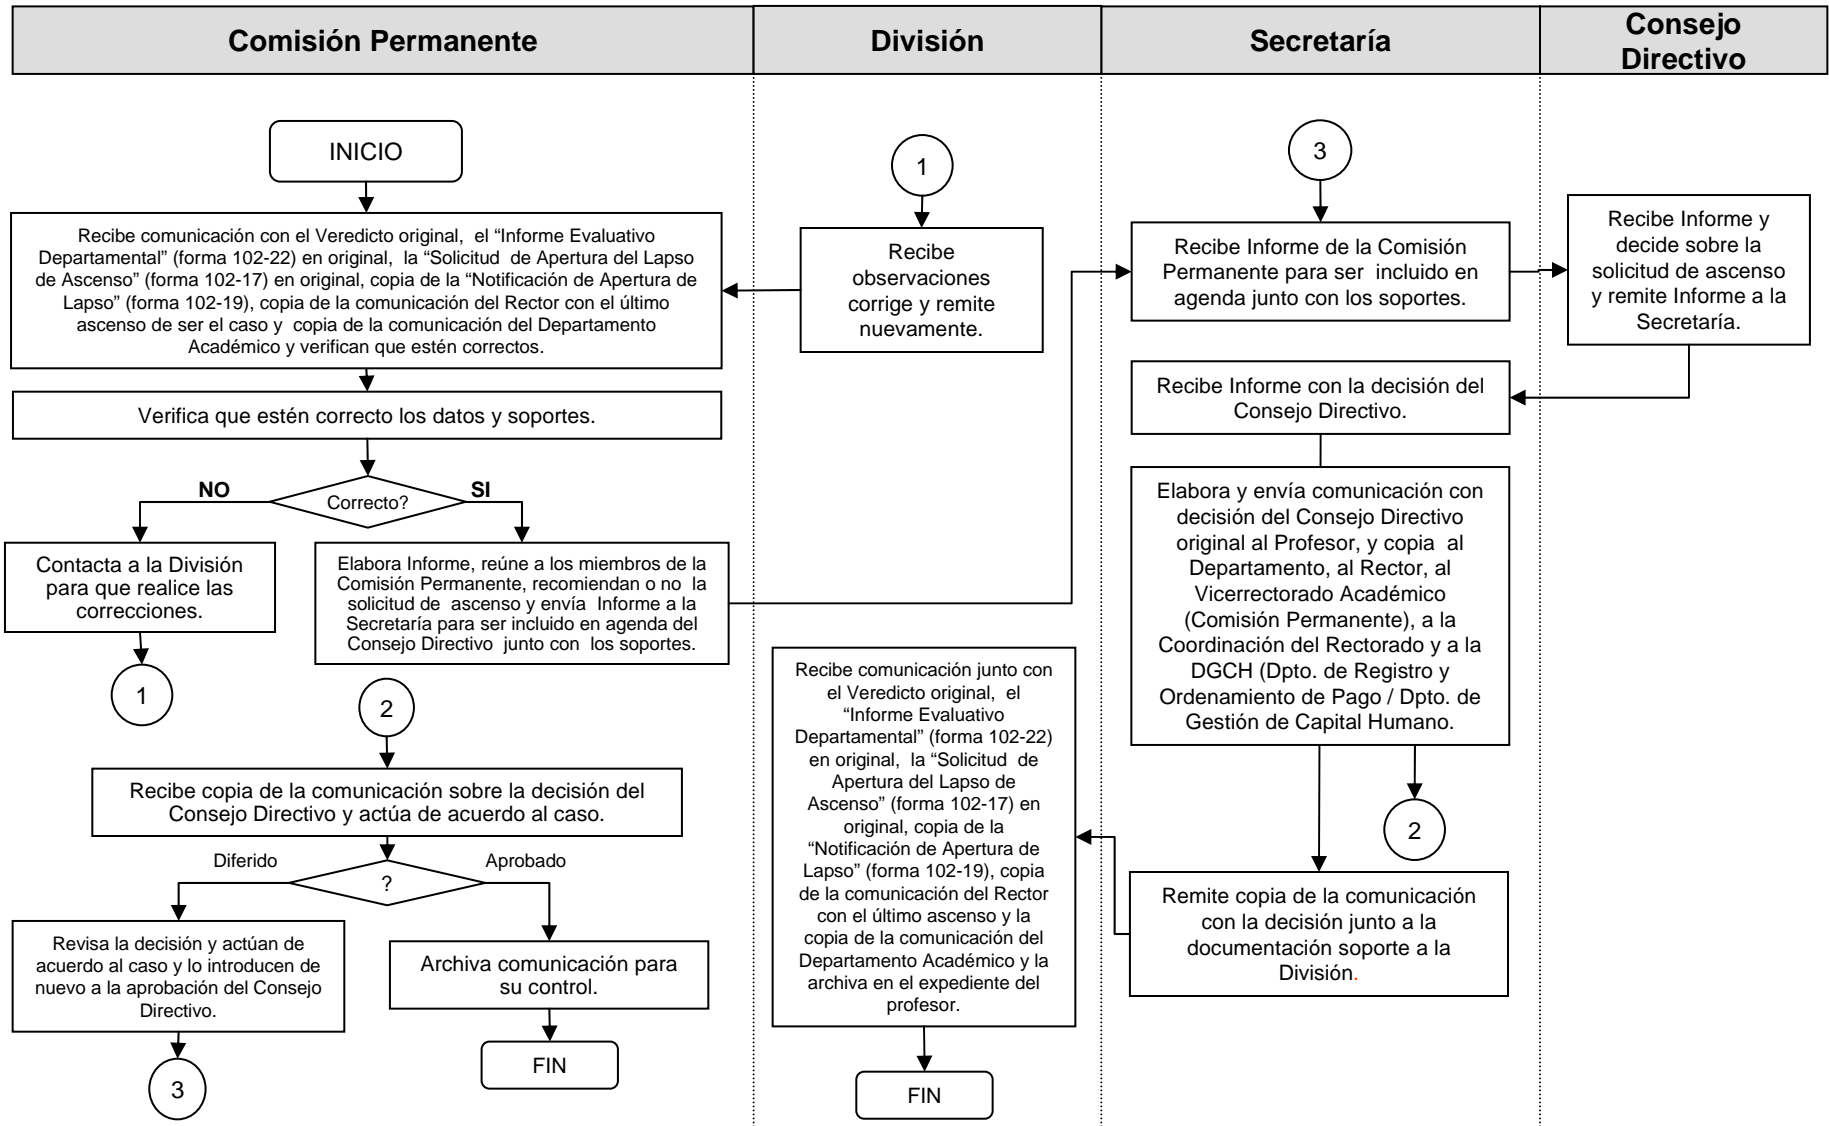 Comisión Permanente
División
Secretaría
Consejo
Directivo
INICIO
Recibe comunicación con el Veredicto original, el “Informe Evaluativo
Departamental” (forma 102-22) en original, la “Solicitud de Apertura del Lapso
de Ascenso” (forma 102-17) en original, copia de la “Notificación de Apertura de
Lapso” (forma 102-19), copia de la comunicación del Rector con el último
ascenso de ser el caso y copia de la comunicación del Departamento
Académico y verifican que estén correctos.
Verifica que estén correcto los datos y soportes.
Correcto?
NO
SI
Contacta a la División
para que realice las
correcciones.
1
Elabora Informe, reúne a los miembros de la
Comisión Permanente, recomiendan o no la
solicitud de ascenso y envía Informe a la
Secretaría para ser incluido en agenda del
Consejo Directivo junto con los soportes.
2
Recibe copia de la comunicación sobre la decisión del
Consejo Directivo y actúa de acuerdo al caso.
Diferido
?
Aprobado
Revisa la decisión y actúan de
acuerdo al caso y lo introducen de
nuevo a la aprobación del Consejo
Directivo.
3
Archiva comunicación para
su control.
FIN
1
Recibe
observaciones
corrige y remite
nuevamente.
Recibe comunicación junto con
el Veredicto original, el
“Informe Evaluativo
Departamental” (forma 102-22)
en original, la “Solicitud de
Apertura del Lapso de
Ascenso” (forma 102-17) en
original, copia de la
“Notificación de Apertura de
Lapso” (forma 102-19), copia
de la comunicación del Rector
con el último ascenso y la
copia de la comunicación del
Departamento Académico y la
archiva en el expediente del
profesor.
FIN
3
Recibe Informe de la Comisión
Permanente para ser incluido en
agenda junto con los soportes.
Recibe Informe con la decisión del
Consejo Directivo.
Elabora y envía comunicación con
decisión del Consejo Directivo
original al Profesor, y copia al
Departamento, al Rector, al
Vicerrectorado Académico
(Comisión Permanente), a la
Coordinación del Rectorado y a la
DGCH (Dpto. de Registro y
Ordenamiento de Pago / Dpto. de
Gestión de Capital Humano.
2
Remite copia de la comunicación
con la decisión junto a la
documentación soporte a la
División.
Recibe Informe y
decide sobre la
solicitud de ascenso
y remite Informe a la
Secretaría.